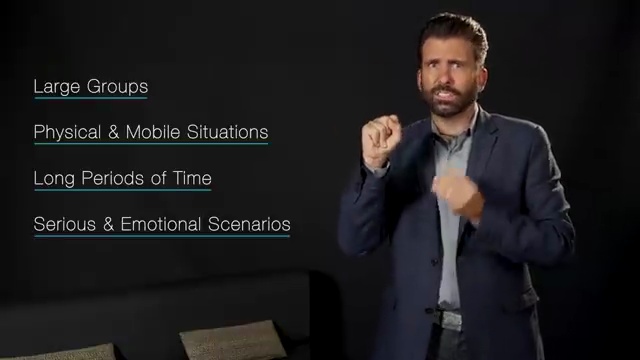 Large Groups
Physical & Mobile Situations
Long Periods of Time
Serious & Emotional Scenarios